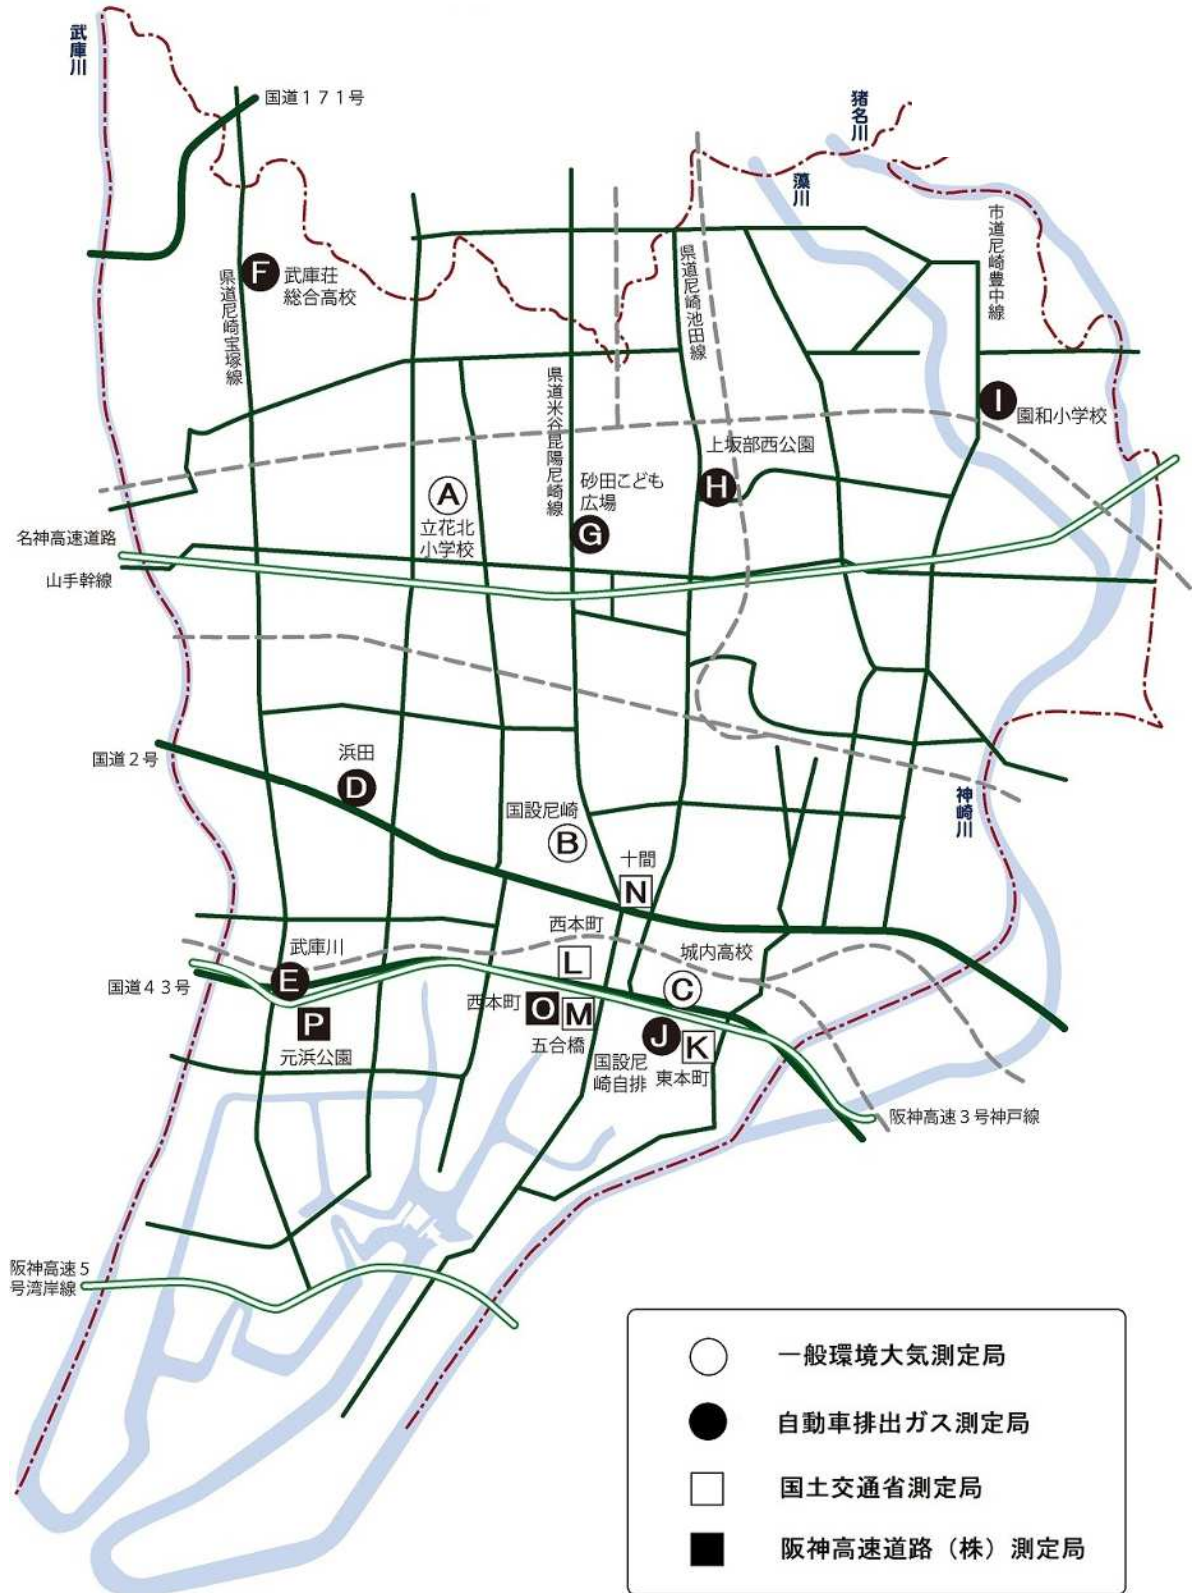 武庫川
国道171号
猪名川
藻川
市道尼崎豊中線
F
武庫荘
総合高校
県道尼崎宝塚線
県道尼崎池田線
県道米谷昆陽尼崎線
I
園和小学校
上坂部西公園
H
A
立花北
小学校
砂田こども
広場
G
名神高速道路
山手幹線
国道2号
浜田
D
国設尼崎
B
神崎川
十間
N
西本町
L
城内高校
C
武庫川
E
国道43号
P
元浜公園
西本町
O
M
五合橋
J
国設尼
崎自排
K
東本町
阪神高速3号神戸線
阪神高速5
号湾岸線
一般環境大気測定局
自動車排出ガス測定局
国土交通省測定局
阪神高速道路（株）測定局